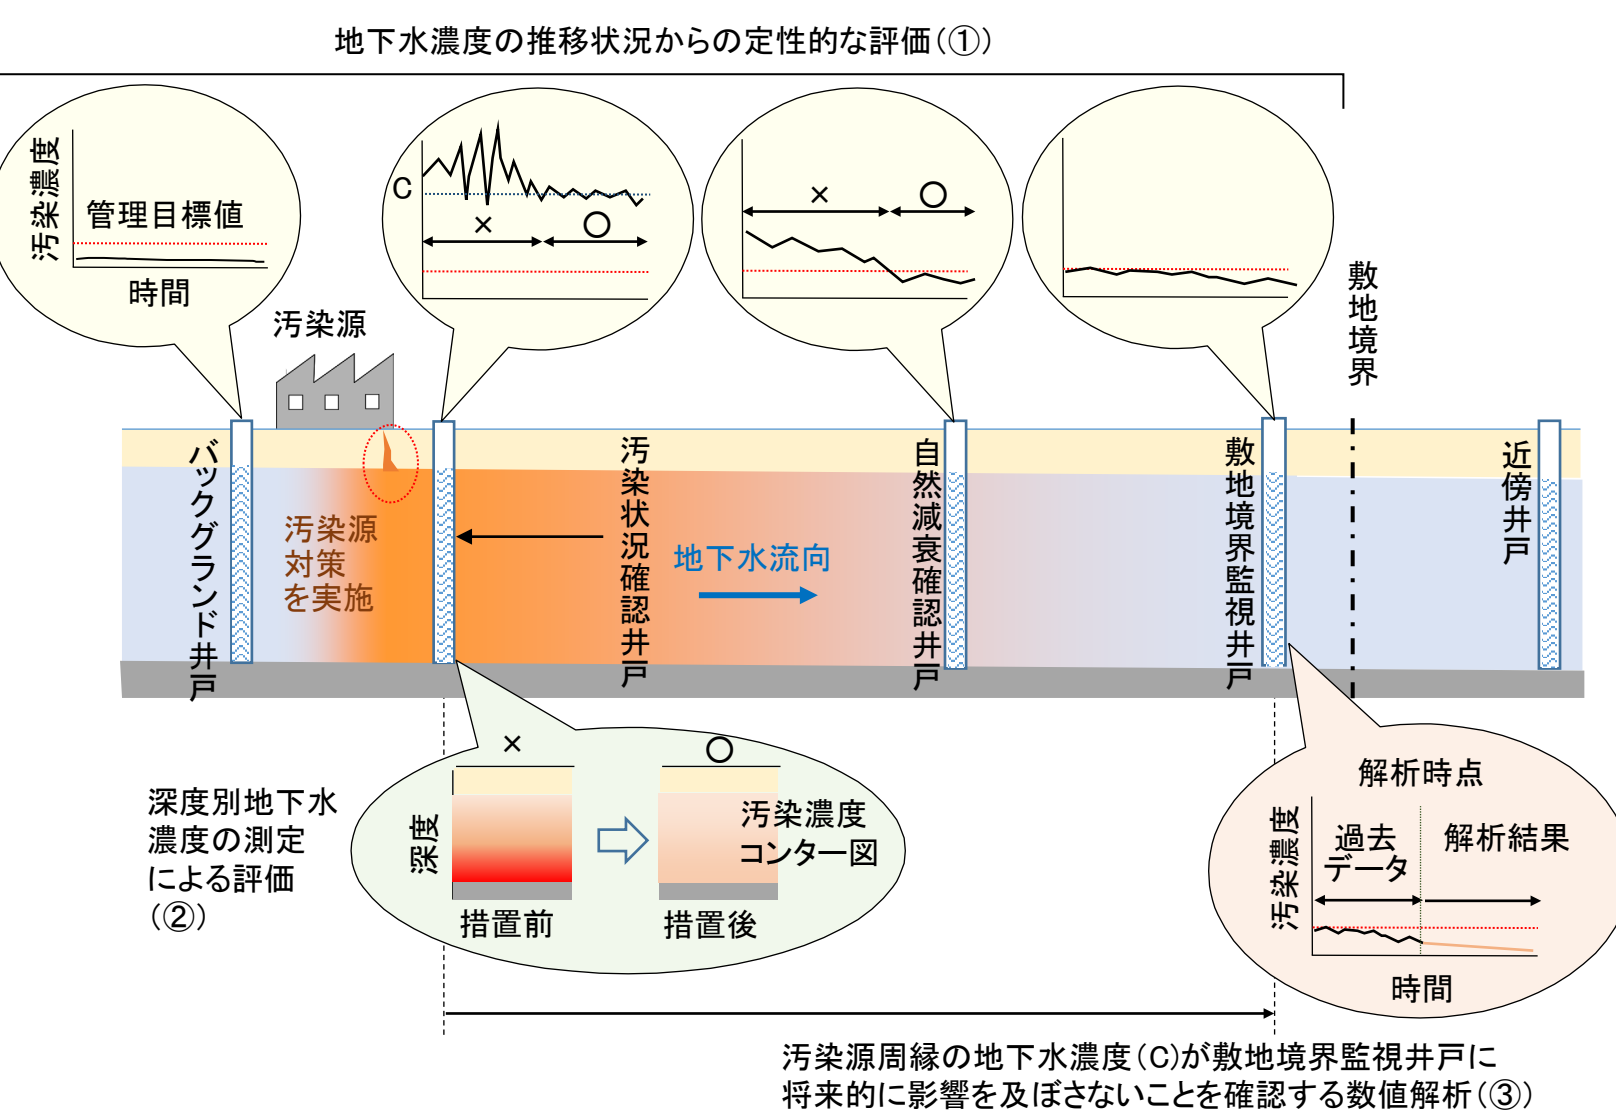 地下水濃度の推移状況からの定性的な評価(①)
汚染濃度
管理目標値
時間
C
×
○
×
○
敷地境界
汚染源
バックグランド井戸
汚染源
対策
を実施
汚染状況確認井戸
地下水流向
自然減衰確認井戸
敷地境界監視井戸
近傍井戸
深度別地下水
濃度の測定
による評価
(②)
×
○
深度
汚染濃度
コンター図
措置前
措置後
解析時点
汚染濃度
過去
データ
解析結果
時間
汚染源周縁の地下水濃度(C)が敷地境界監視井戸に
将来的に影響を及ぼさないことを確認する数値解析(③)